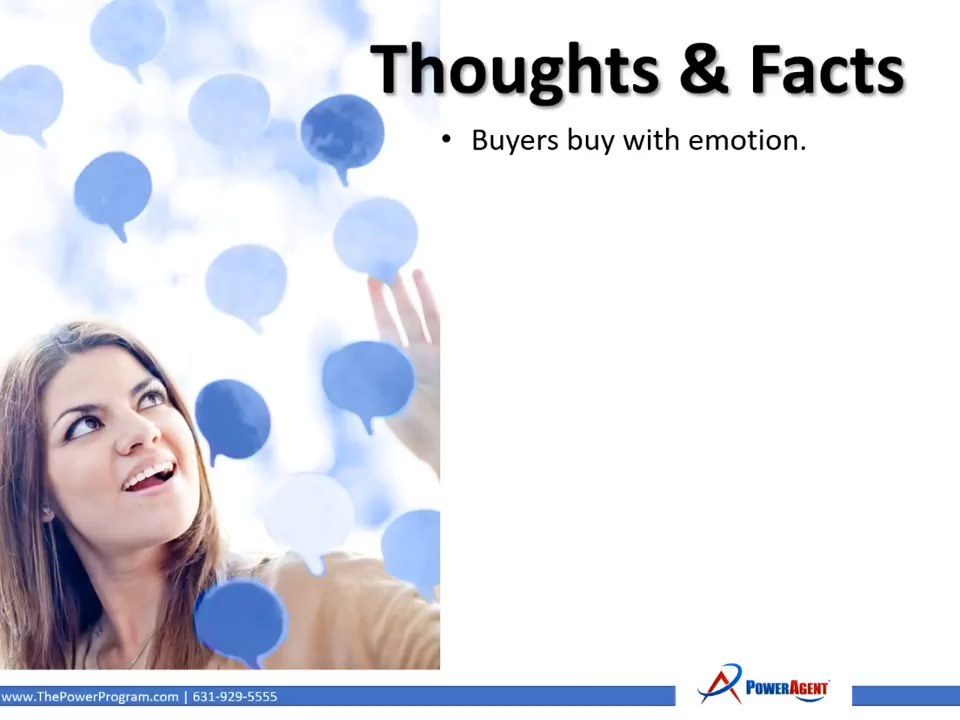 Thoughts & Facts
• Buyers buy with emotion.
www.ThePowerProgram.com | 631-929-5555
POWERAGENT